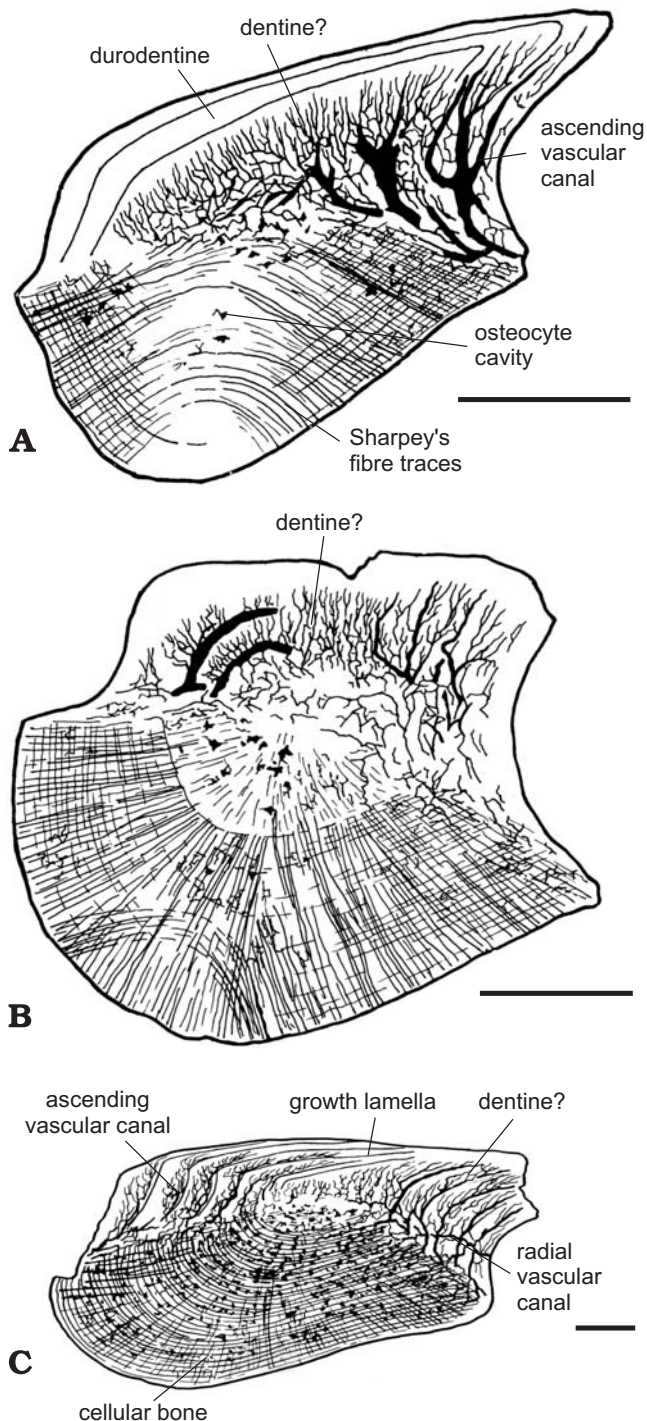 dentine?
durodentine
ascending
vascular
canal
osteocyte
cavity
Sharpey's
fibre traces
A
dentine?
B
ascending
vascular canal
growth lamella
dentine?
radial
vascular
canal
C
cellular bone